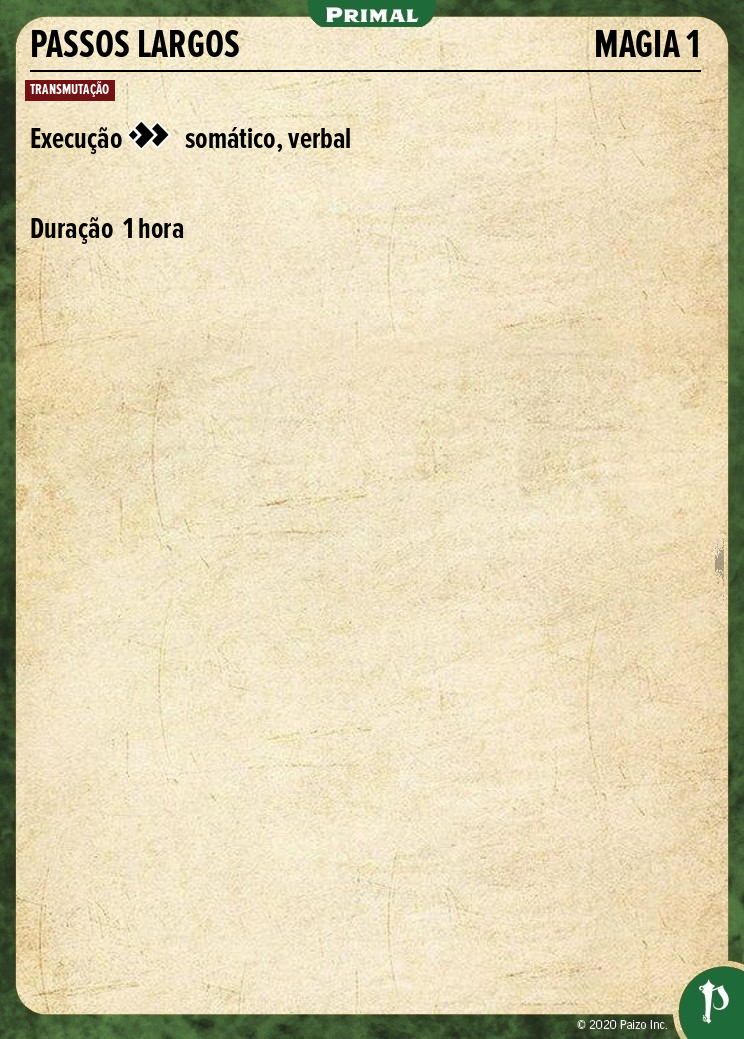 PRIMAL
PASSOS LARGOS MAGIA 1
TRANSMUTAÇÃO
Execução somático, verbal
Duração 1 hora
© 2020 Paizo Inc.